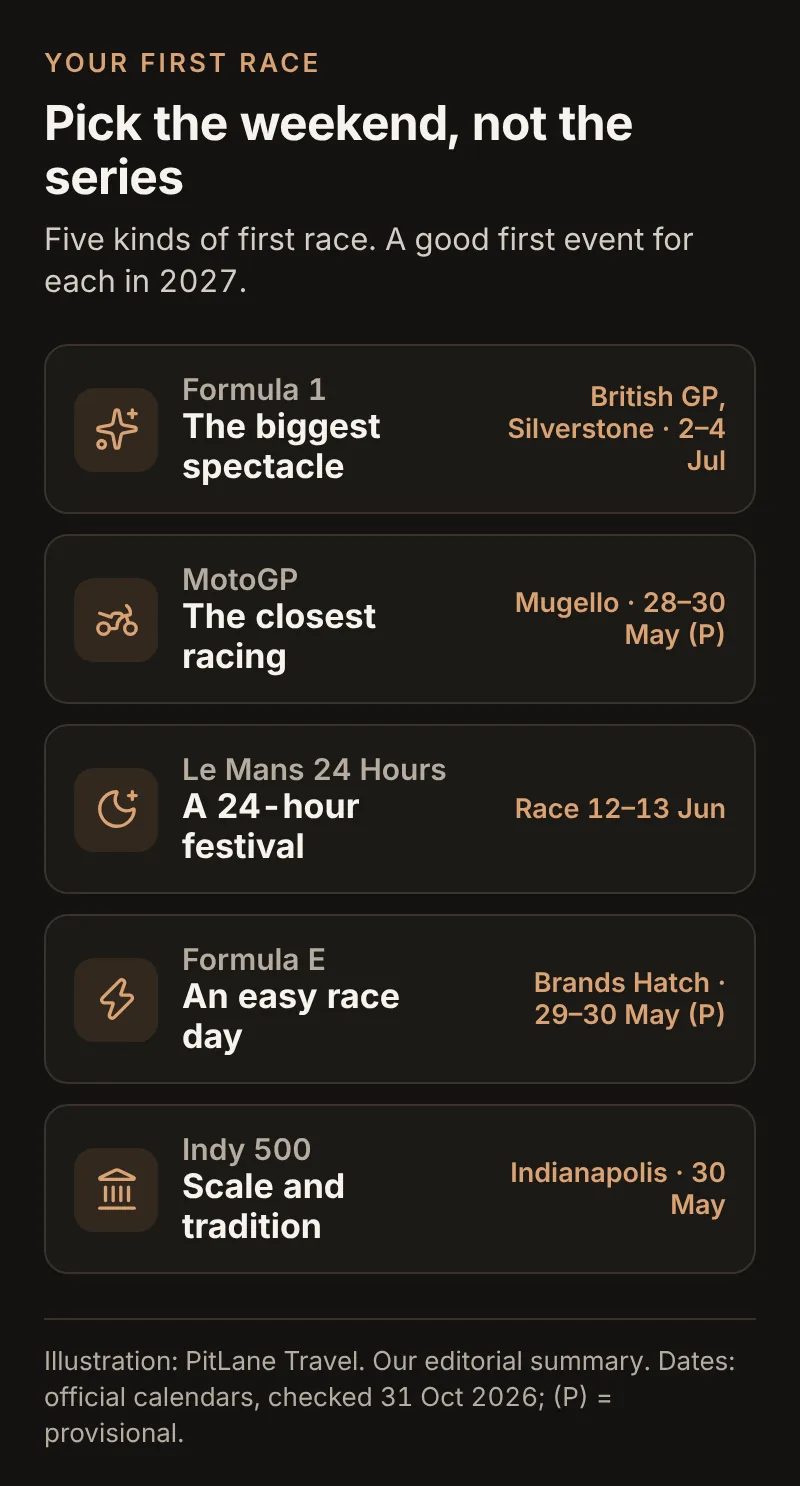 YOUR FIRST RACE
Pick the weekend, not the
series
Five kinds of first race. A good first event for
each in 2027.
Formula 1
The biggest
spectacle
British GP,
Silverstone · 2–4
Jul
MotoGP
The closest
racing
Mugello · 28–30
May (P)
Le Mans 24 Hours
A 24-hour
festival
Race 12–13 Jun
Formula E
An easy race
day
Brands Hatch ·
29–30 May (P)
Indy 500
Scale and
tradition
Indianapolis · 30
May
Illustration: PitLane Travel. Our editorial summary. Dates:
official calendars, checked 31 Oct 2026; (P) =
provisional.